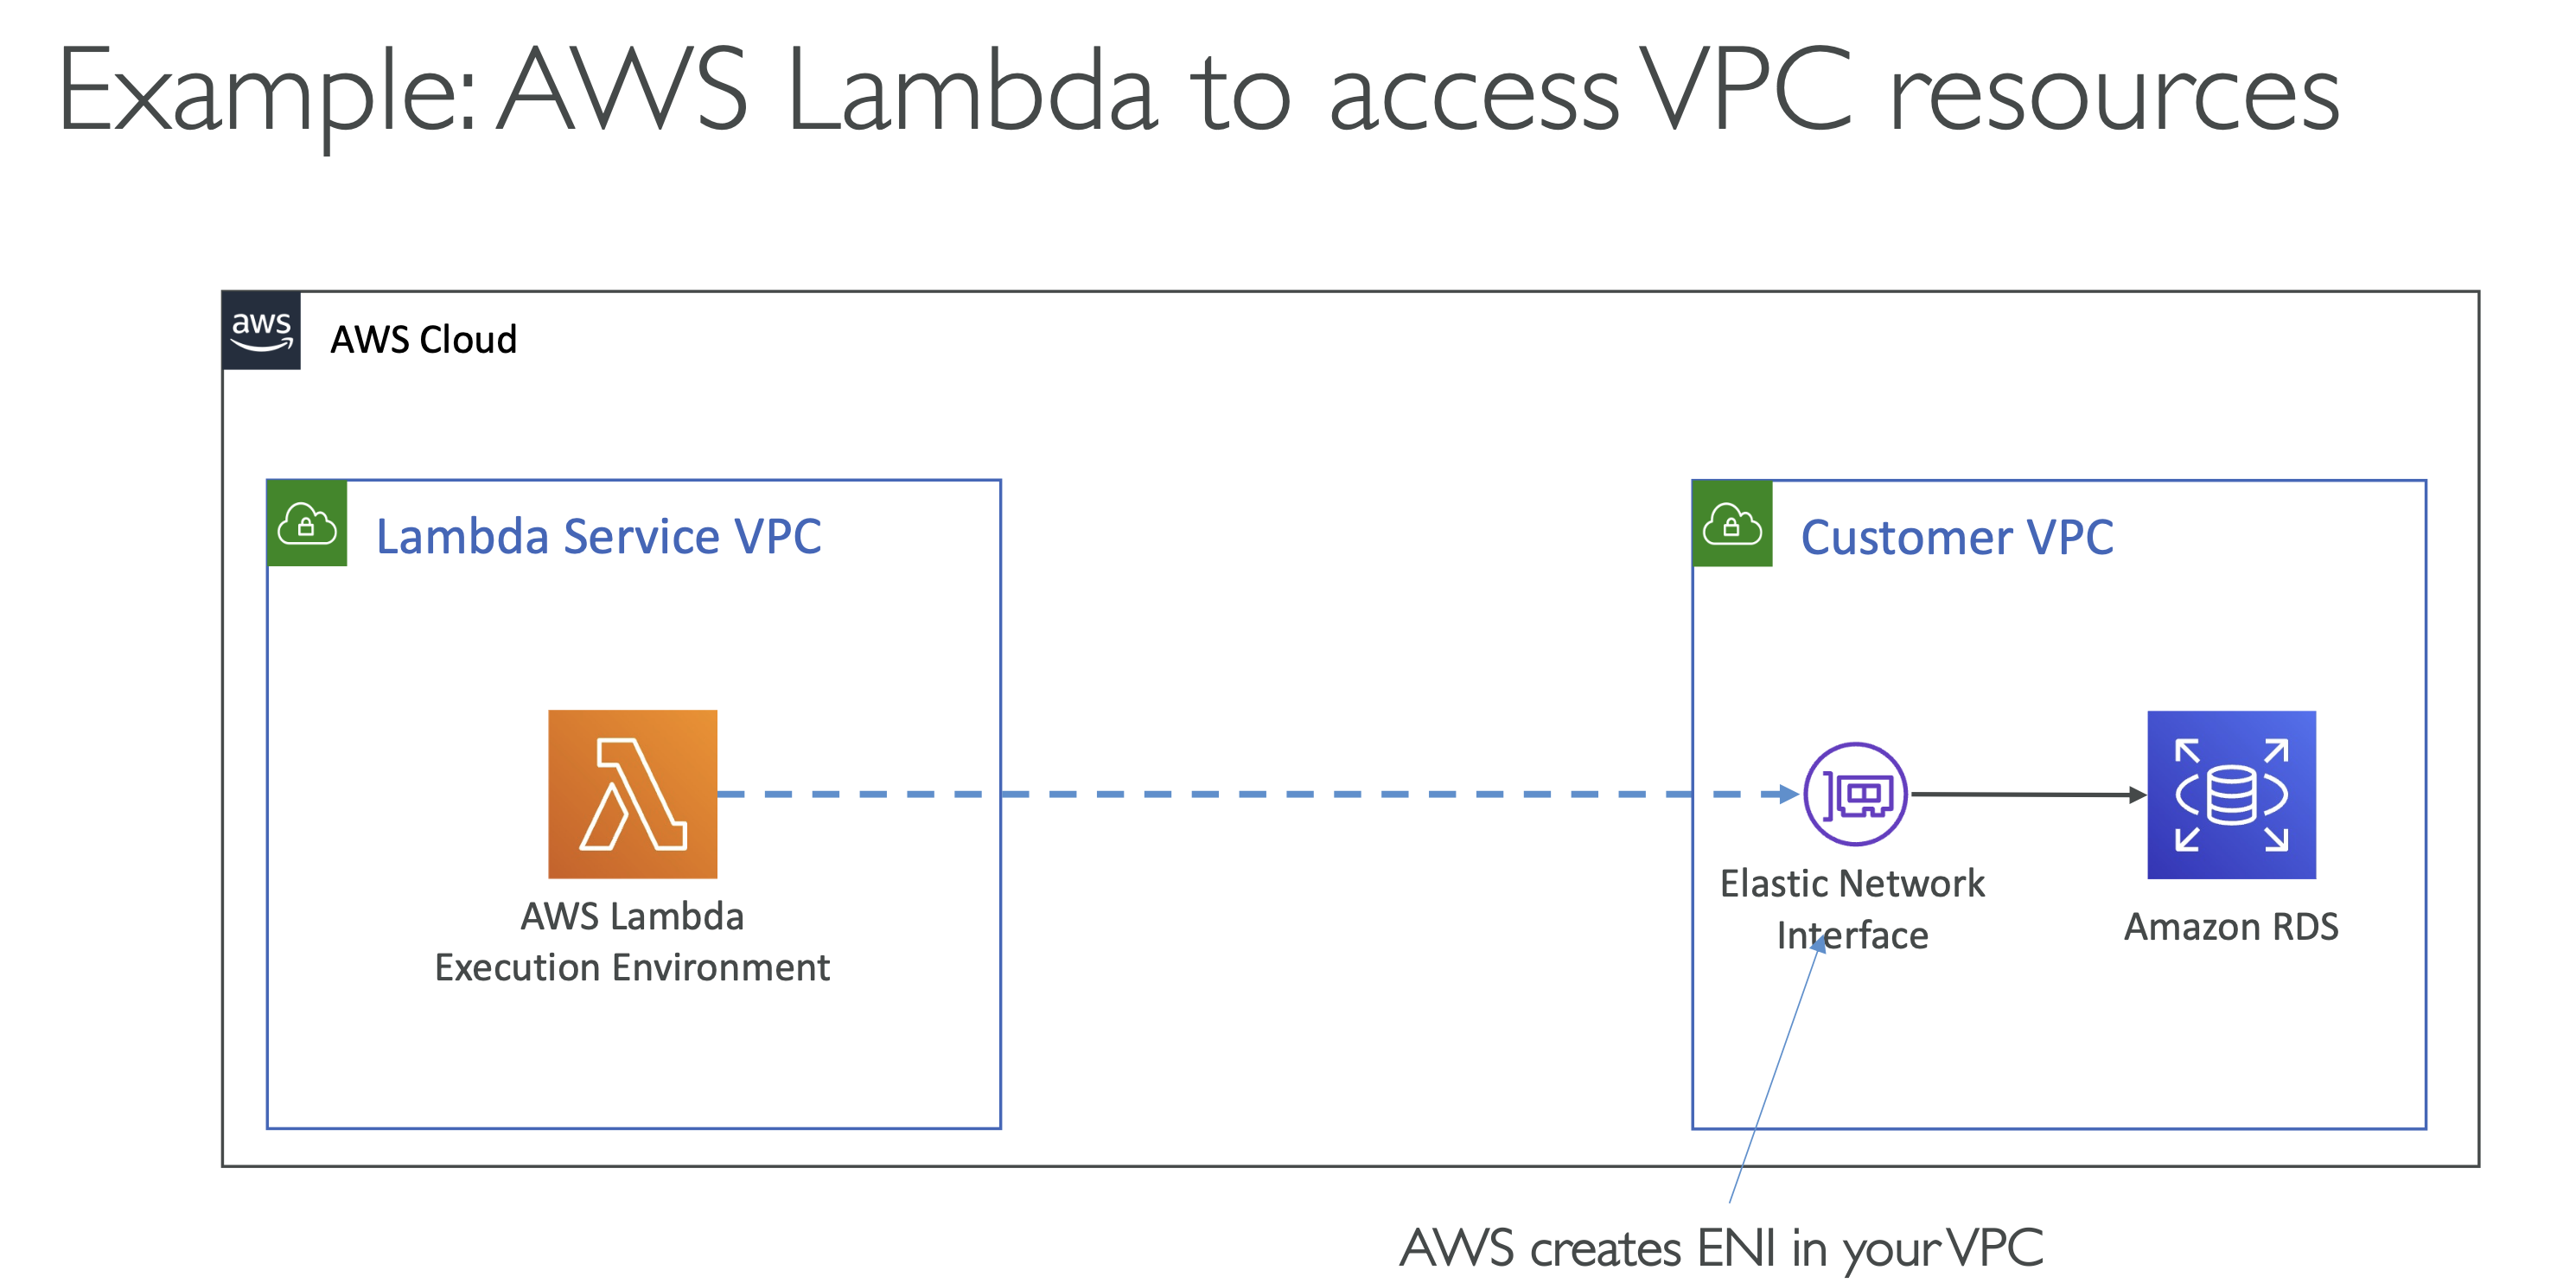 Example: AWS Lambda to access VPC resources
aws
AWS Cloud
Lambda Service VPC
Customer VPC
AWS Lambda
Execution Environment
Elastic Network
Interface
Amazon RDS
AWS creates ENI in your VPC